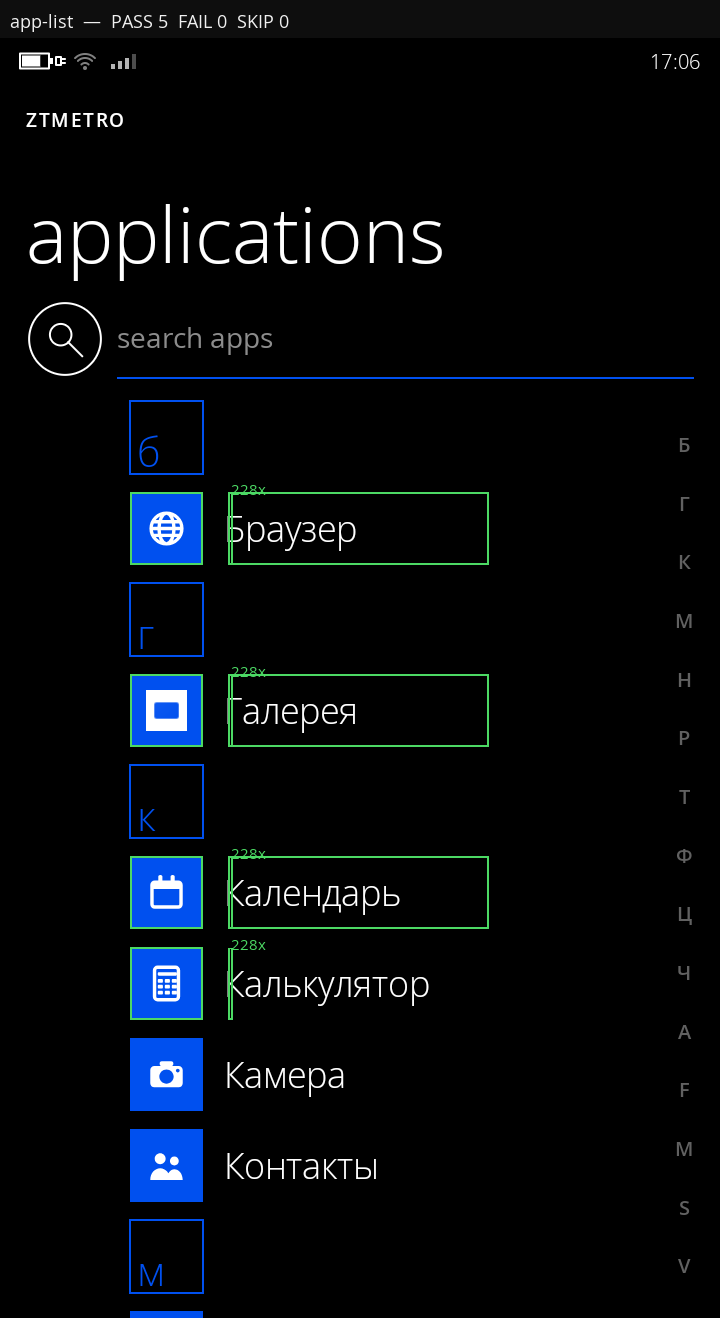 app-list — PASS 5 FAIL 0 SKIP 0
17:06
ZTMETRO
applications
search apps
б
Б
228x
Браузер
Г
К
г
М
228x
Галерея
Н
Р
к
Т
228x
Календарь
Ф
Ц
228x
Калькулятор
Ч
Камера
A
F
Контакты
M
S
м
V